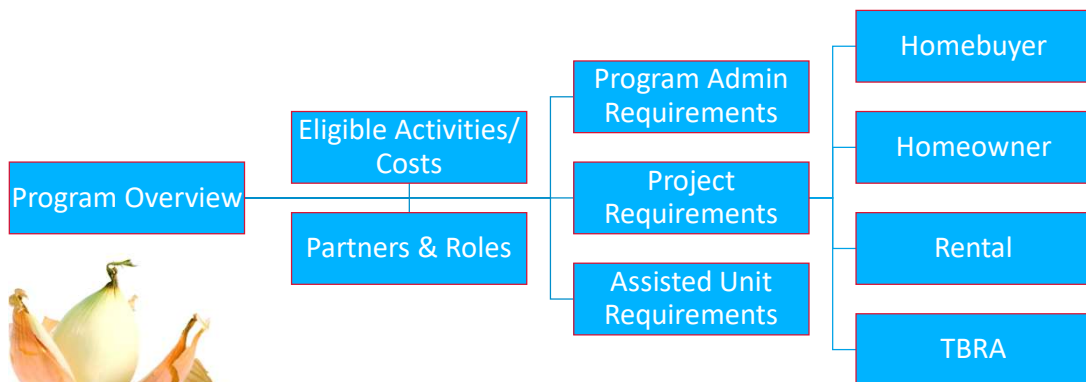 Program Overview
Eligible Activities/
Costs
Partners & Roles
Program Admin
Requirements
Project
Requirements
Assisted Unit
Requirements
Homebuyer
Homeowner
Rental
TBRA